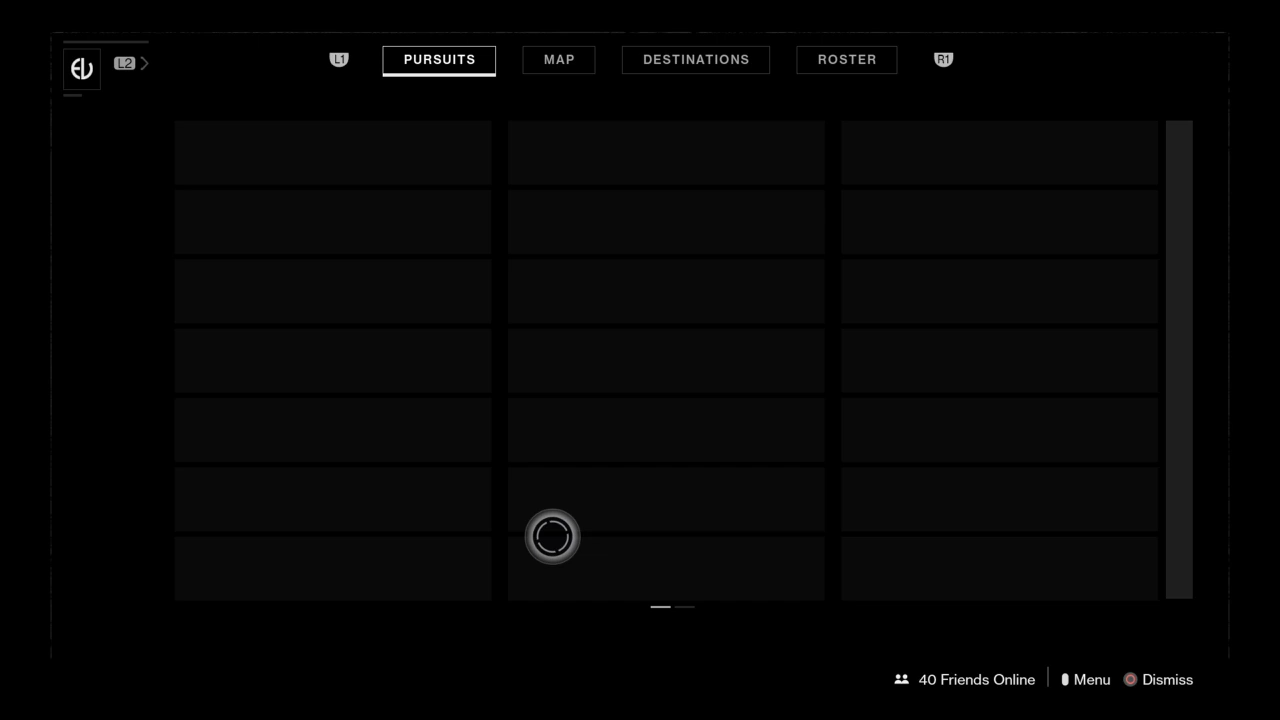 L2
L1
PURSUITS
MAP
DESTINATIONS
ROSTER
R1
40 Friends Online
Menu
Dismiss